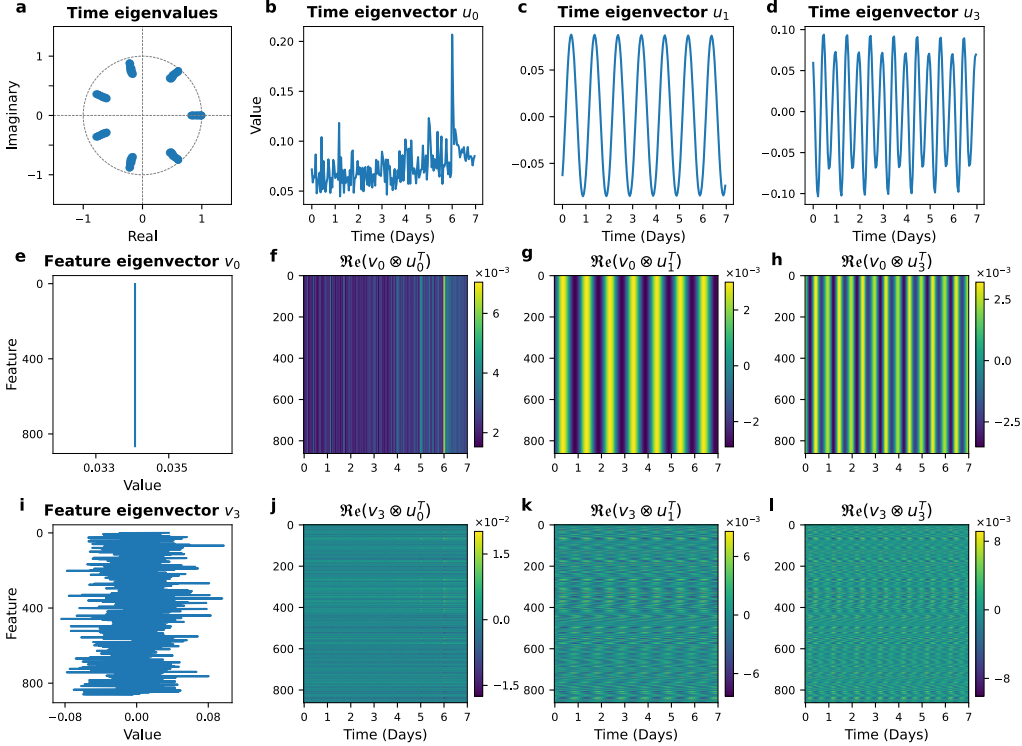 a
Time eigenvalues
Imaginary
1
0
−1
−1 0 1
Real
b
Time eigenvector u0
Value
0.20
0.15
0.10
0.05
0 1 2 3 4 5 6 7
Time (Days)
c
Time eigenvector u1
0.05
0.00
−0.05
0 1 2 3 4 5 6 7
Time (Days)
d
Time eigenvector u3
0.10
0.05
0.00
−0.05
−0.10
0 1 2 3 4 5 6 7
Time (Days)
e
Feature eigenvector v0
Feature
0
400
800
0.033 0.035
Value
f
ℜe(v0 ⊗ u0^T)
×10−3
0
200
400
600
800
0 1 2 3 4 5 6 7
6
4
2
g
ℜe(v0 ⊗ u1^T)
×10−3
0
200
400
600
800
0 1 2 3 4 5 6 7
2
0
−2
h
ℜe(v0 ⊗ u3^T)
×10−3
0
200
400
600
800
0 1 2 3 4 5 6 7
2.5
0.0
−2.5
i
Feature eigenvector v3
Feature
0
400
800
−0.08 0.00 0.08
Value
j
ℜe(v3 ⊗ u0^T)
×10−2
0
200
400
600
800
0 1 2 3 4 5 6 7
Time (Days)
1.5
0.0
−1.5
k
ℜe(v3 ⊗ u1^T)
×10−3
0
200
400
600
800
0 1 2 3 4 5 6 7
Time (Days)
6
0
−6
l
ℜe(v3 ⊗ u3^T)
×10−3
0
200
400
600
800
0 1 2 3 4 5 6 7
Time (Days)
8
0
−8